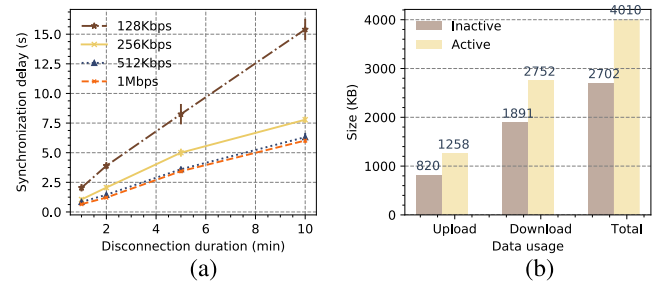 128Kbps
256Kbps
512Kbps
1Mbps
Synchronization delay (s)
15.0
12.5
10.0
7.5
5.0
2.5
0.0
2 4 6 8 10
Disconnection duration (min)
(a)
Inactive
Active
Size (KB)
4000
3000
2000
1000
0
820
1258
1891
2752
2702
4010
Upload Download Total
Data usage
(b)